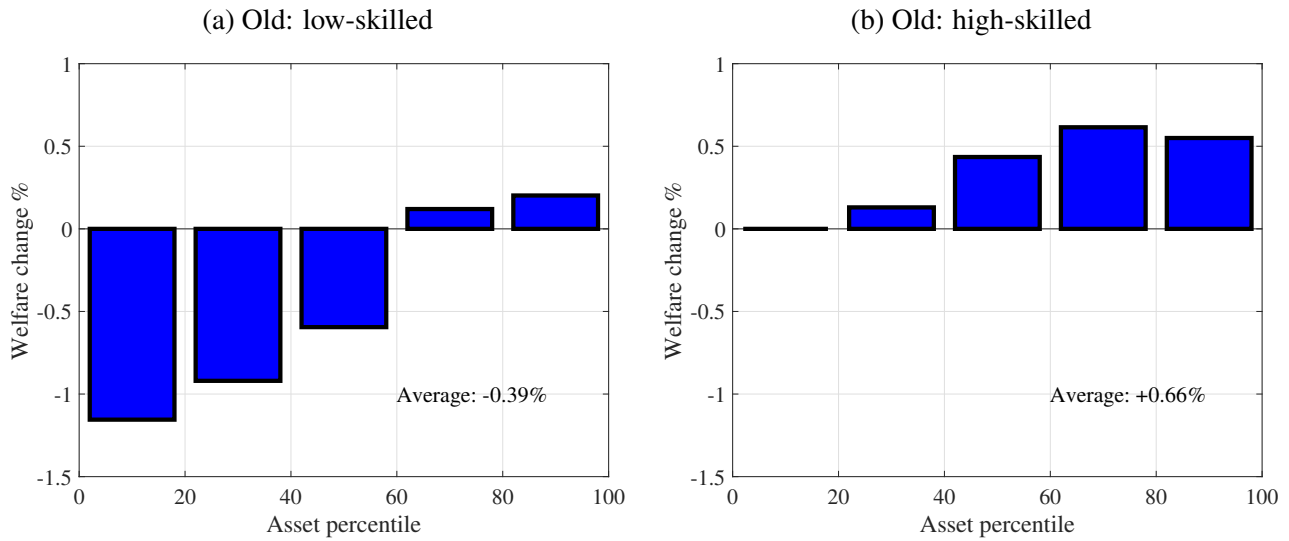 (a) Old: low-skilled
1
0.5
0
-0.5
-1
-1.5
Welfare change %
Average: -0.39%
0 20 40 60 80 100
Asset percentile
(b) Old: high-skilled
1
0.5
0
-0.5
-1
-1.5
Welfare change %
Average: +0.66%
0 20 40 60 80 100
Asset percentile